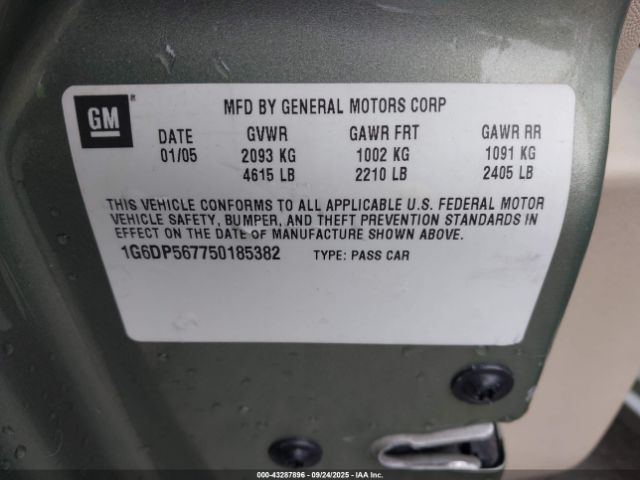 GM
MFD BY GENERAL MOTORS CORP
DATE GVWR GAWR FRT GAWR RR
01/05 2093 KG 1002 KG 1091 KG
4615 LB 2210 LB 2405 LB
THIS VEHICLE CONFORMS TO ALL APPLICABLE U.S. FEDERAL MOTOR
VEHICLE SAFETY, BUMPER, AND THEFT PREVENTION STANDARDS IN
EFFECT ON THE DATE OF MANUFACTURE SHOWN ABOVE.
1G6DP567750185382 TYPE: PASS CAR
000-43287896 - 09/24/2025 - IAA Inc.